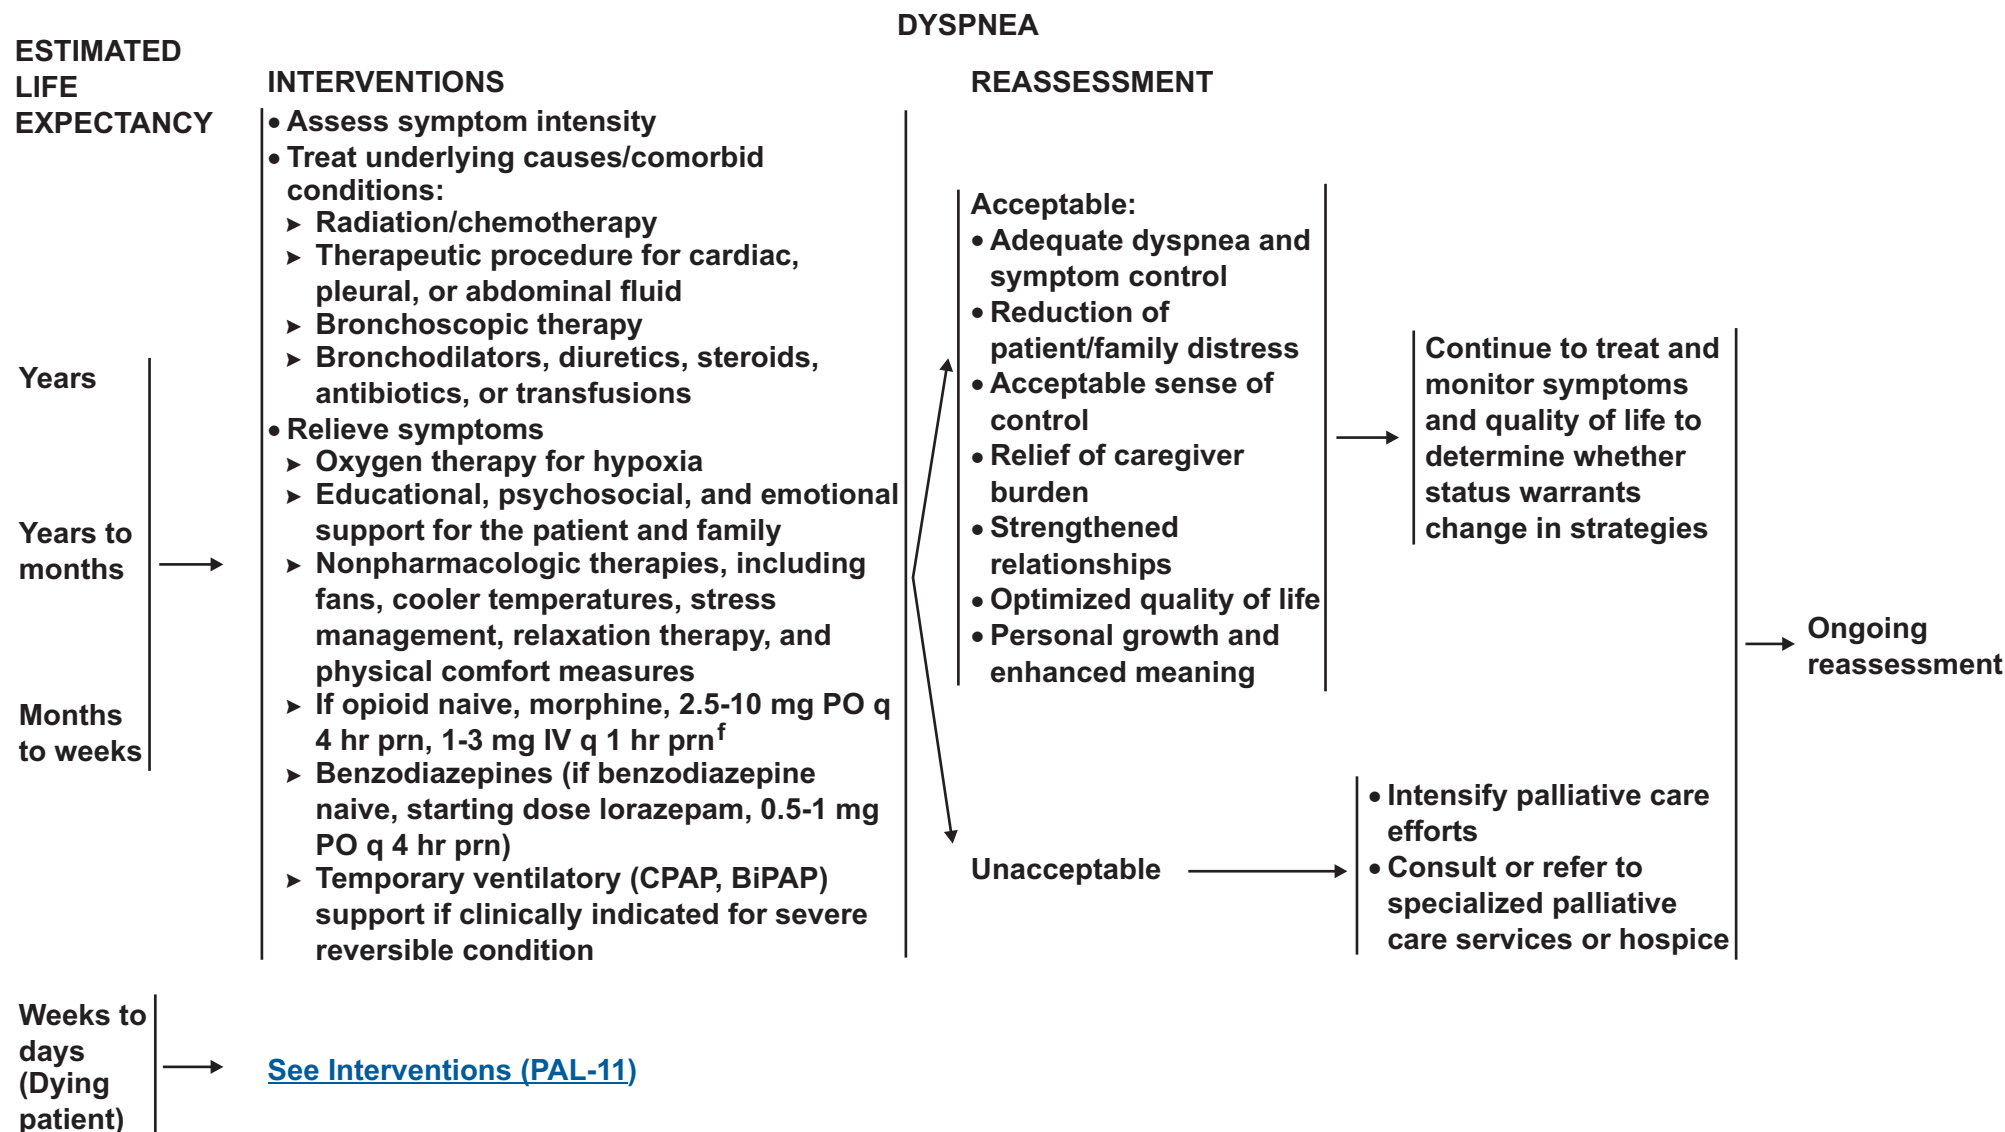 DYSPNEA
ESTIMATED
LIFE
EXPECTANCY
Years
Years to
months
Months
to weeks
INTERVENTIONS
• Assess symptom intensity
• Treat underlying causes/comorbid
conditions:
➤ Radiation/chemotherapy
➤ Therapeutic procedure for cardiac,
pleural, or abdominal fluid
➤ Bronchoscopic therapy
➤ Bronchodilators, diuretics, steroids,
antibiotics, or transfusions
• Relieve symptoms
➤ Oxygen therapy for hypoxia
➤ Educational, psychosocial, and emotional
support for the patient and family
➤ Nonpharmacologic therapies, including
fans, cooler temperatures, stress
management, relaxation therapy, and
physical comfort measures
➤ If opioid naive, morphine, 2.5-10 mg PO q
4 hr prn, 1-3 mg IV q 1 hr prn f
➤ Benzodiazepines (if benzodiazepine
naive, starting dose lorazepam, 0.5-1 mg
PO q 4 hr prn)
➤ Temporary ventilatory (CPAP, BiPAP)
support if clinically indicated for severe
reversible condition
REASSESSMENT
Acceptable:
• Adequate dyspnea and
symptom control
• Reduction of
patient/family distress
• Acceptable sense of
control
• Relief of caregiver
burden
• Strengthened
relationships
• Optimized quality of life
• Personal growth and
enhanced meaning
Continue to treat and
monitor symptoms
and quality of life to
determine whether
status warrants
change in strategies
Unacceptable
• Intensify palliative care
efforts
• Consult or refer to
specialized palliative
care services or hospice
Ongoing
reassessment
Weeks to
days
(Dying
patient)
See Interventions (PAL-11)